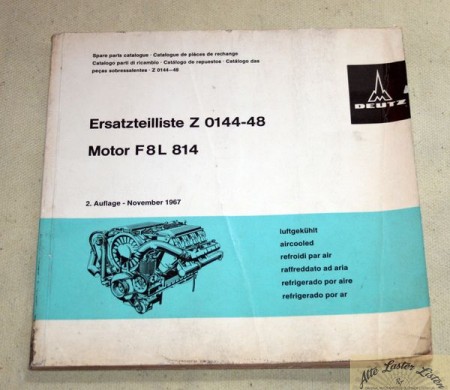 Spare parts catalogue · Catalogue de pièces de rechange
Catalogo parti di ricambio · Catálogo de repuestos · Catálogo das
peças sobressalentes · Z 0144-48
DEUTZ
Ersatzteilliste Z 0144-48
Motor F8L 814
2. Auflage - November 1967
luftgekühlt
aircooled
refroidi par air
raffreddato ad aria
refrigerado por aire
refrigerado por ar
Alte Laster Listen